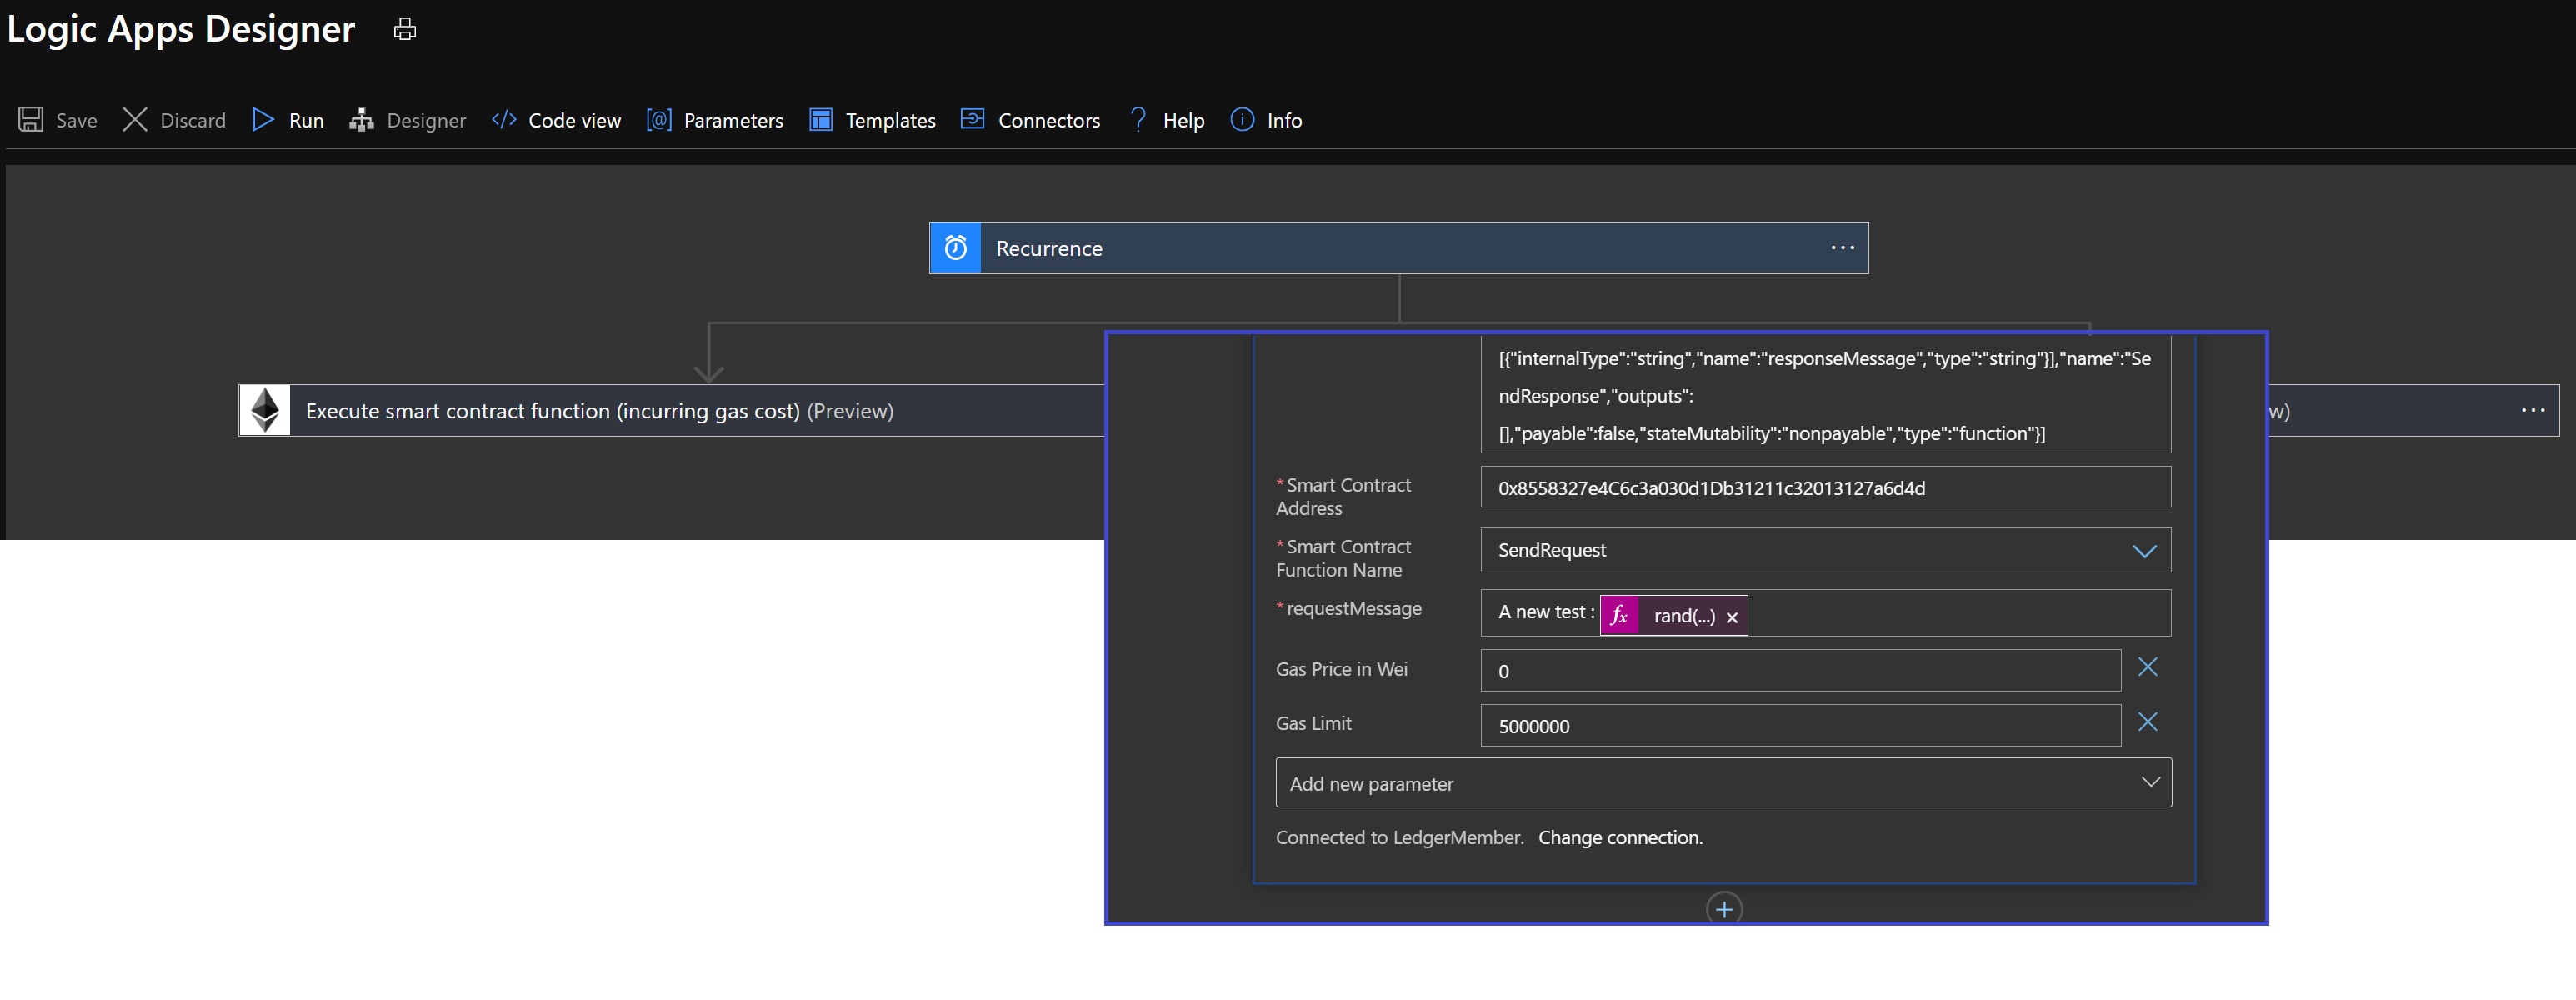 Logic Apps Designer
Save Discard Run Designer Code view Parameters Templates Connectors Help Info
Recurrence
Execute smart contract function (incurring gas cost) (Preview)
w)
[{"internalType":"string","name":"responseMessage","type":"string"}],"name":"Se
ndResponse","outputs":
[],"payable":false,"stateMutability":"nonpayable","type":"function"}]
*Smart Contract
Address
0x8558327e4C6c3a030d1Db31211c32013127a6d4d
*Smart Contract
Function Name
SendRequest
*requestMessage
A new test : fx rand(...) ×
Gas Price in Wei
0
Gas Limit
5000000
Add new parameter
Connected to LedgerMember. Change connection.